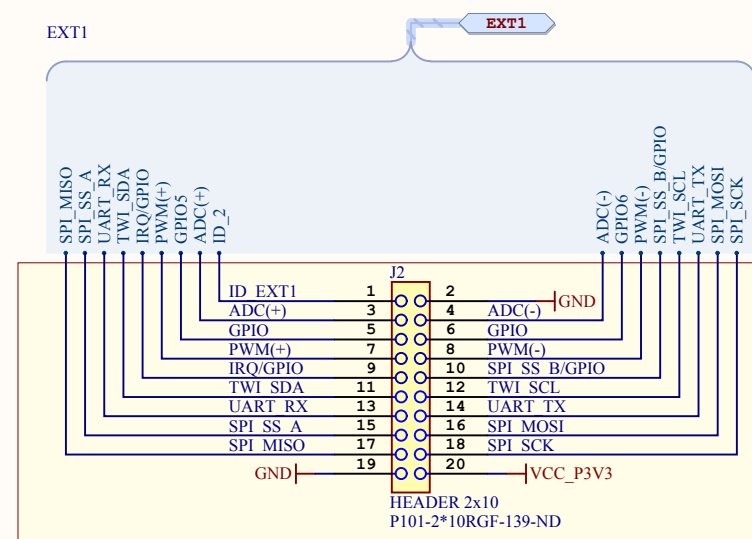 EXT1
EXT1
SPI_MISO
SPI_SS_A
UART_RX
TWI_SDA
IRQ/GPIO
PWM(+)
GPIO5
ADC(+)
ID_2
ADC(-)
GPIO6
PWM(-)
SPI_SS_B/GPIO
TWI_SCL
UART_TX
SPI_MOSI
SPI_SCK
J2
ID_EXT1 1 2 GND
ADC(+) 3 4 ADC(-)
GPIO 5 6 GPIO
PWM(+) 7 8 PWM(-)
IRQ/GPIO 9 10 SPI_SS_B/GPIO
TWI_SDA 11 12 TWI_SCL
UART_RX 13 14 UART_TX
SPI_SS_A 15 16 SPI_MOSI
SPI_MISO 17 18 SPI_SCK
GND 19 20 VCC_P3V3
HEADER 2x10
P101-2*10RGF-139-ND